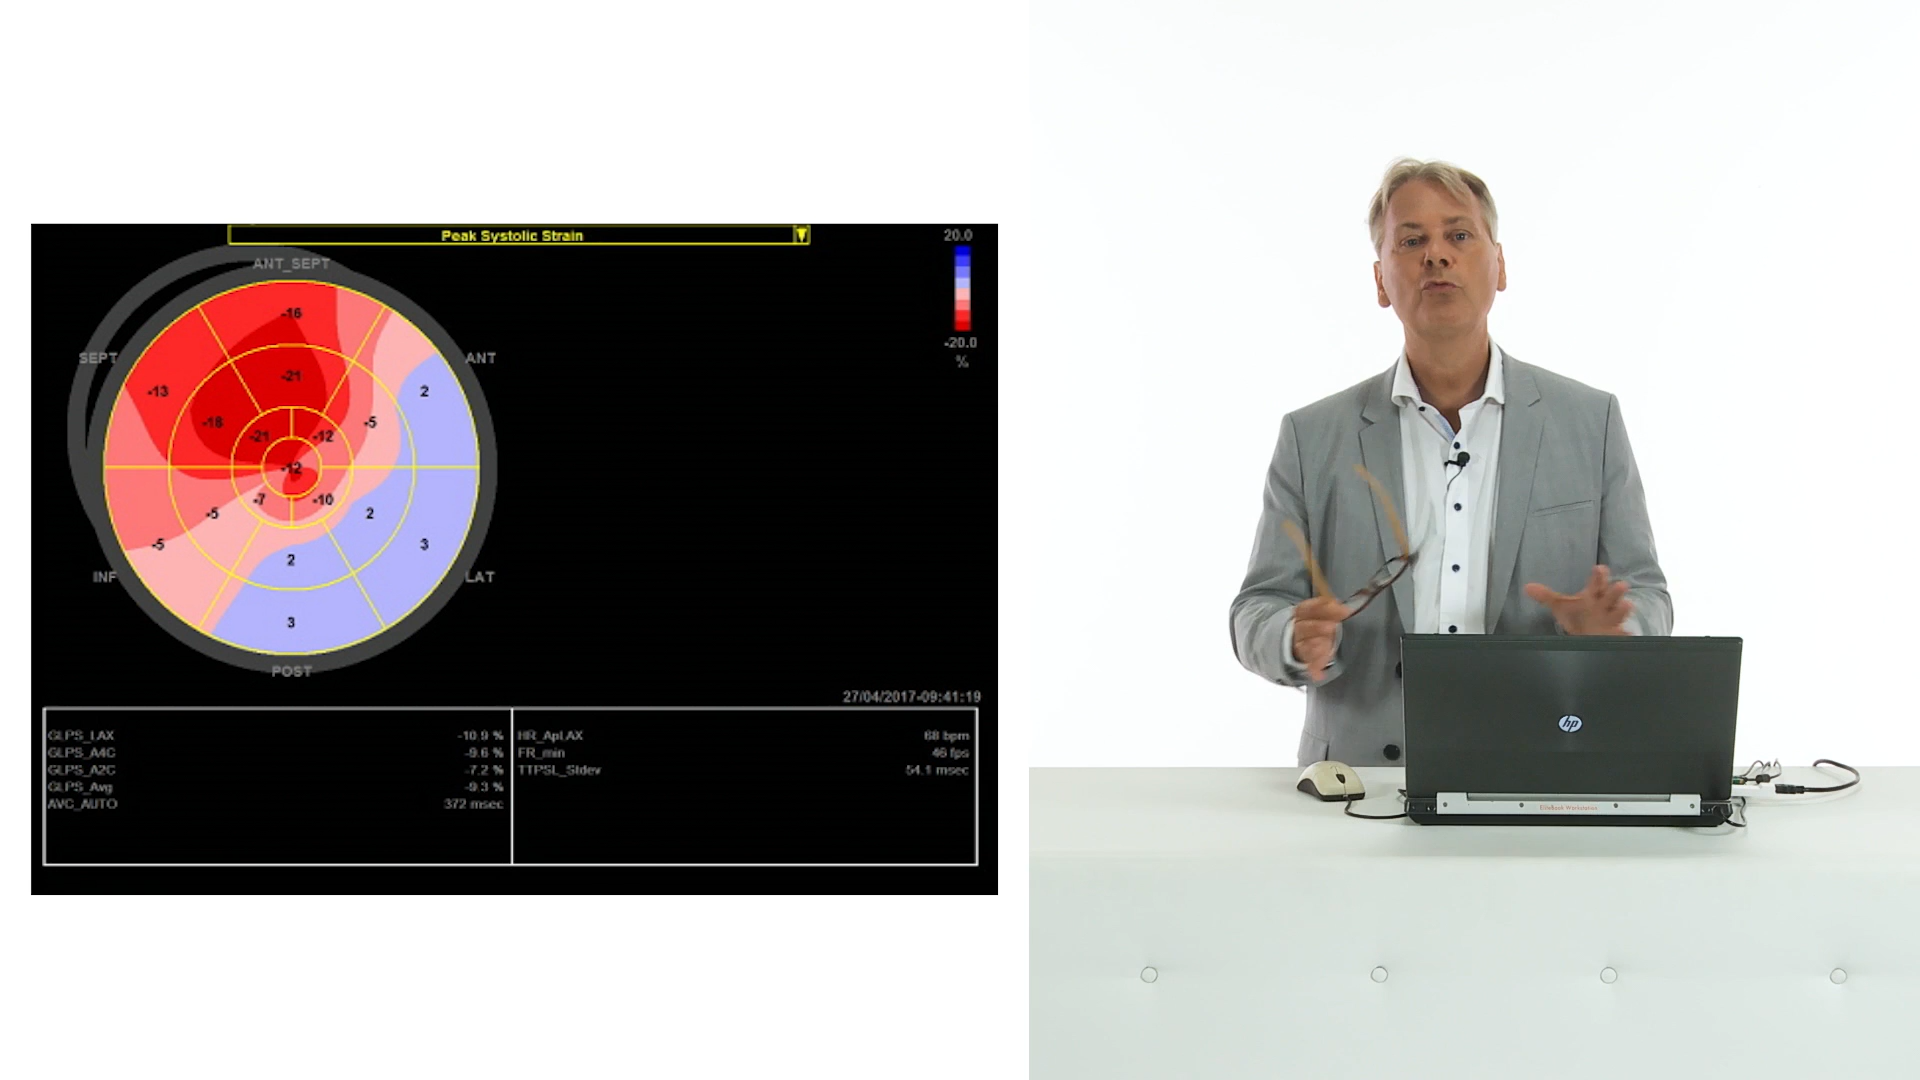 Peak Systolic Strain
20.0
-20.0
%
ANT_SEPT
SEPT
ANT
INF
LAT
POST
-16
-21
-13
-18
-21
-12
-5
2
-12
-5
-7
-10
2
3
-5
2
3
27/04/2017-09:41:19
GLPS_LAX -10.9 %
GLPS_A4C -9.6 %
GLPS_A2C -7.2 %
GLPS_Avg -9.3 %
AVC_AUTO 372 msec
HR_ApLAX 68 bpm
FR_min 46 fps
TTPSL_Stdev 54.1 msec
hp
EliteBook Workstation